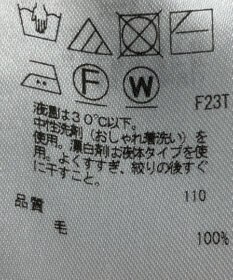 F W F23T
液温は30℃以下。
中性洗剤（おしゃれ着洗い）を
使用。漂白剤は液体タイプを使
用。よくすすぎ、絞りの後すぐ
に干すこと。
110
品質
毛 100%